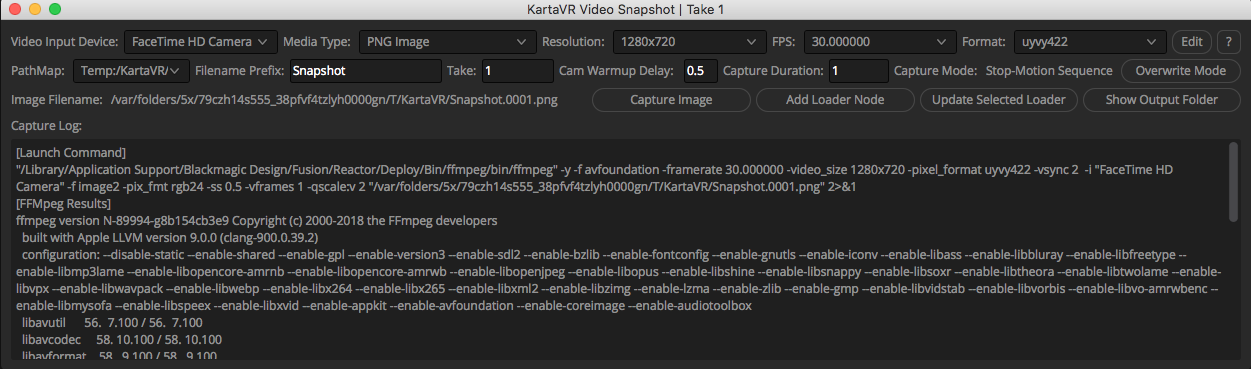 KartaVR Video Snapshot | Take 1
Video Input Device: FaceTime HD Camera Media Type: PNG Image Resolution: 1280x720 FPS: 30.000000 Format: uyvy422 Edit ?
PathMap: Temp:/KartaVR/ Filename Prefix: Snapshot Take: 1 Cam Warmup Delay: 0.5 Capture Duration: 1 Capture Mode: Stop-Motion Sequence Overwrite Mode
Image Filename: /var/folders/5x/79czh14s555_38pfvf4tzlyh0000gn/T/KartaVR/Snapshot.0001.png Capture Image Add Loader Node Update Selected Loader Show Output Folder
Capture Log:
[Launch Command]
"/Library/Application Support/Blackmagic Design/Fusion/Reactor/Deploy/Bin/ffmpeg/bin/ffmpeg" -y -f avfoundation -framerate 30.000000 -video_size 1280x720 -pixel_format uyvy422 -vsync 2 -i "FaceTime HD
Camera" -f image2 -pix_fmt rgb24 -ss 0.5 -vframes 1 -qscale:v 2 "/var/folders/5x/79czh14s555_38pfvf4tzlyh0000gn/T/KartaVR/Snapshot.0001.png" 2>&1
[FFMpeg Results]
ffmpeg version N-89994-g8b154cb3e9 Copyright (c) 2000-2018 the FFmpeg developers
built with Apple LLVM version 9.0.0 (clang-900.0.39.2)
configuration: --disable-static --enable-shared --enable-gpl --enable-version3 --enable-sdl2 --enable-bzlib --enable-fontconfig --enable-gnutls --enable-iconv --enable-libass --enable-libbluray --enable-libfreetype --
enable-libmp3lame --enable-libopencore-amrnb --enable-libopencore-amrwb --enable-libopenjpeg --enable-libopus --enable-libshine --enable-libsnappy --enable-libsoxr --enable-libtheora --enable-libtwolame --enable-
libvpx --enable-libwavpack --enable-libwebp --enable-libx264 --enable-libx265 --enable-libxml2 --enable-libzimg --enable-lzma --enable-zlib --enable-gmp --enable-libvidstab --enable-libvorbis --enable-libvo-amrwbenc --
enable-libmysofa --enable-libspeex --enable-libxvid --enable-appkit --enable-avfoundation --enable-coreimage --enable-audiotoolbox
libavutil 56. 7.100 / 56. 7.100
libavcodec 58. 10.100 / 58. 10.100
libavformat 58. 9.100 / 58. 9.100